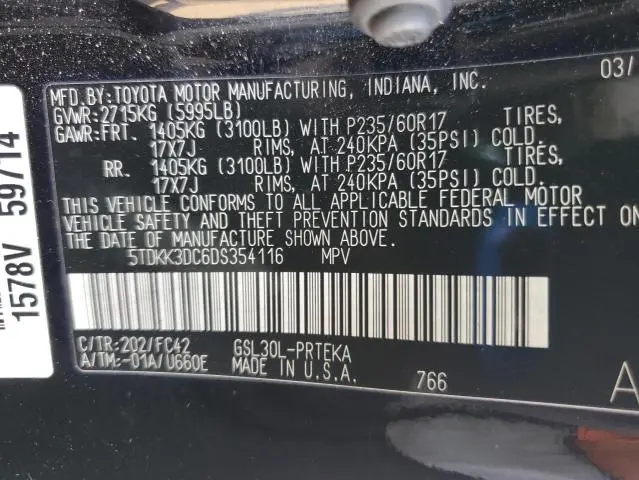 MFD.BY:TOYOTA MOTOR MANUFACTURING, INDIANA, INC. 03/
GVWR:2715KG (5995LB)
GAWR:FRT. 1405KG (3100LB) WITH P235/60R17 TIRES,
17X7J RIMS, AT 240KPA (35PSI) COLD.
RR. 1405KG (3100LB) WITH P235/60R17 TIRES,
17X7J RIMS, AT 240KPA (35PSI) COLD.
THIS VEHICLE CONFORMS TO ALL APPLICABLE FEDERAL MOTOR
VEHICLE SAFETY AND THEFT PREVENTION STANDARDS IN EFFECT ON
THE DATE OF MANUFACTURE SHOWN ABOVE.
5TDKK3DC6DS354116 MPV
C/TR:202/FC42 GSL30L-PRTEKA
A/TM:-01A/U660E MADE IN U.S.A. 766
A
1578V 59/14